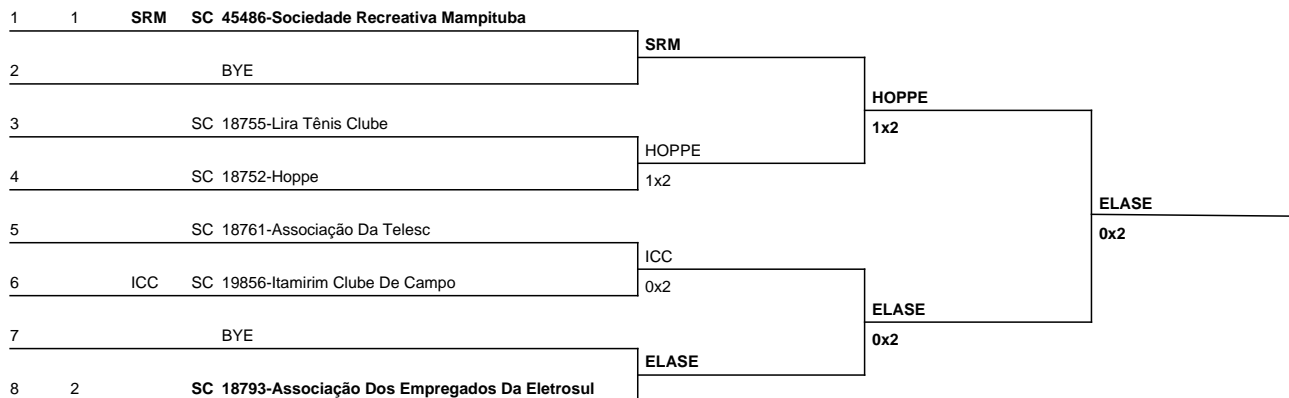 1 1 SRM SC 45486-Sociedade Recreativa Mampituba
SRM
2 BYE
HOPPE
3 SC 18755-Lira Tênis Clube
1x2
HOPPE
4 SC 18752-Hoppe
1x2
ELASE
5 SC 18761-Associação Da Telesc
0x2
ICC
6 ICC SC 19856-Itamirim Clube De Campo
0x2
ELASE
7 BYE
0x2
ELASE
8 2 SC 18793-Associação Dos Empregados Da Eletrosul